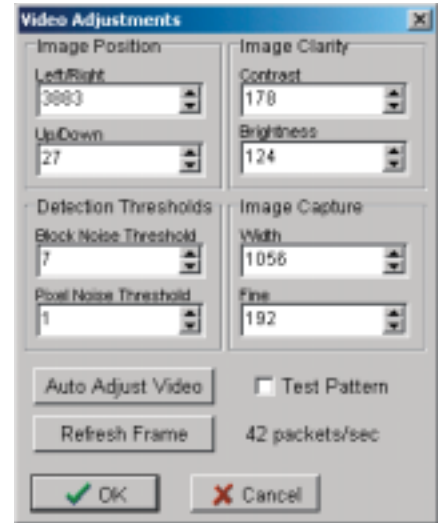 Video Adjustments
Image Position
Left/Right
3883
Up/Down
27
Image Clarity
Contrast
178
Brightness
124
Detection Thresholds
Block Noise Threshold
7
Pixel Noise Threshold
1
Image Capture
Width
1056
Fine
192
Auto Adjust Video
Test Pattern
Refresh Frame
42 packets/sec
OK
Cancel